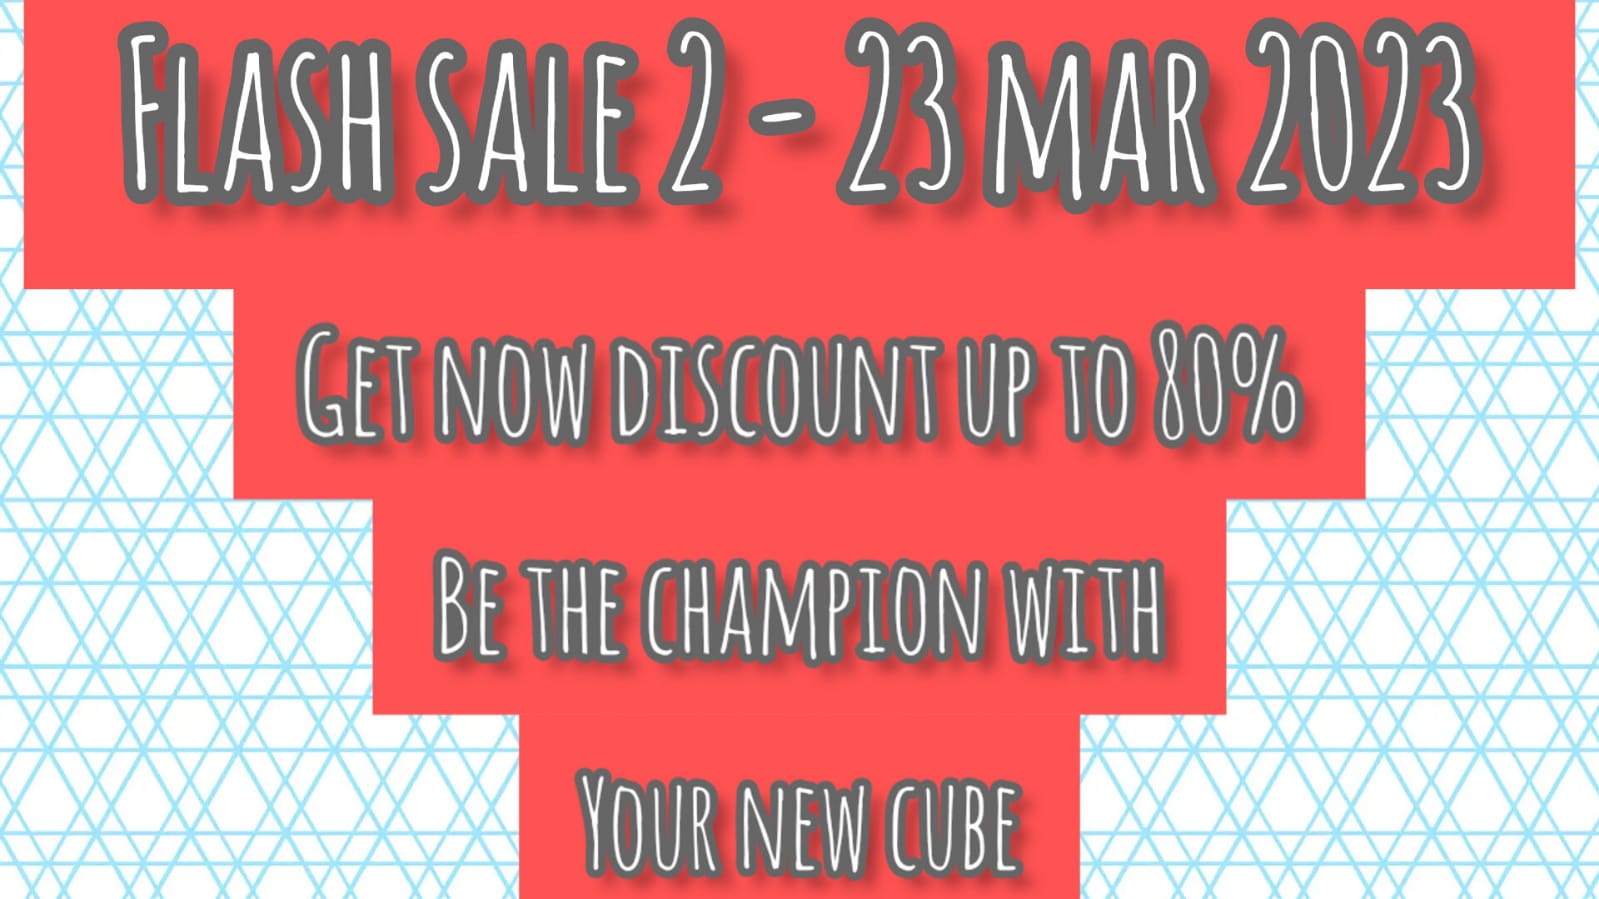 Flash sale 2 - 23 mar 2023
Get now discount up to 80%
Be the champion with
Your new cube